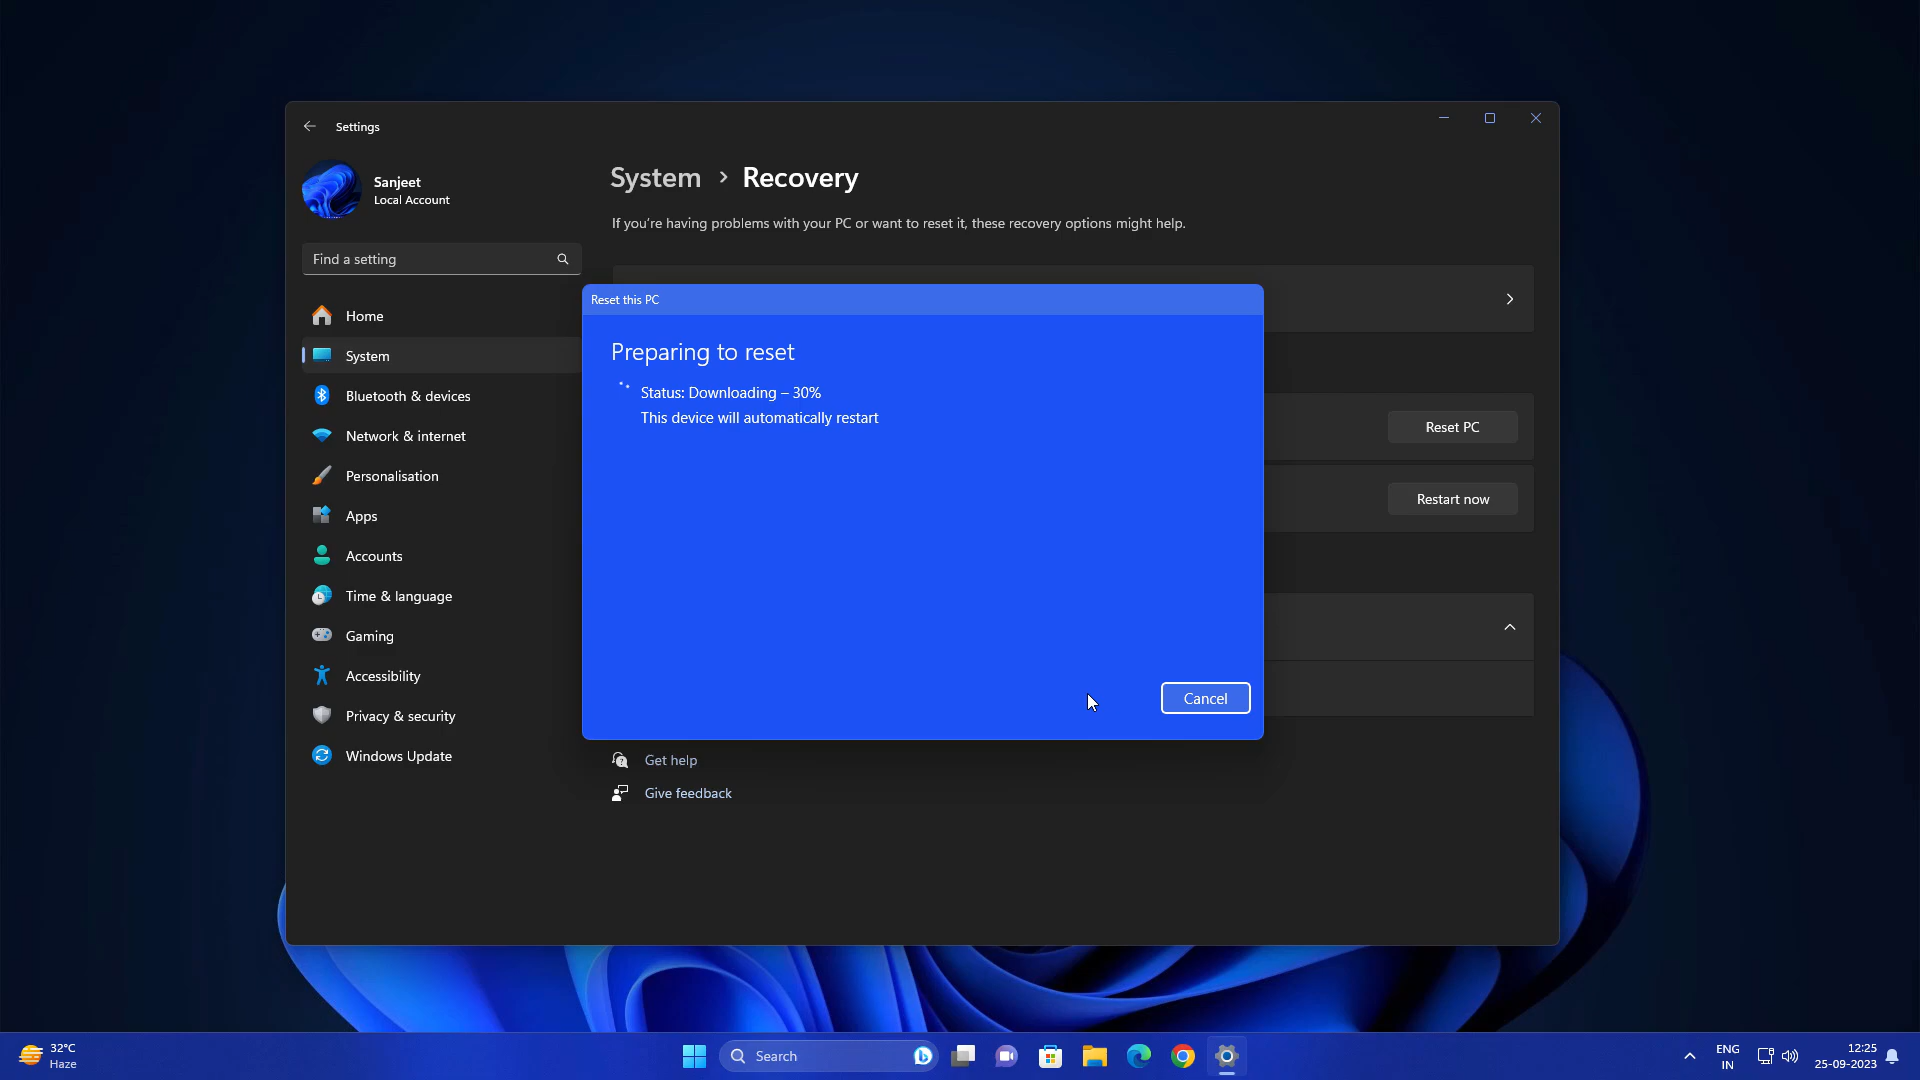 Settings
Sanjeet
Local Account
Find a setting
Home
System
Bluetooth & devices
Network & internet
Personalisation
Apps
Accounts
Time & language
Gaming
Accessibility
Privacy & security
Windows Update
System > Recovery
If you're having problems with your PC or want to reset it, these recovery options might help.
Reset this PC
Preparing to reset
Status: Downloading – 30%
This device will automatically restart
Cancel
Reset PC
Restart now
Get help
Give feedback
32°C
Haze
Search
ENG
IN
12:25
25-09-2023